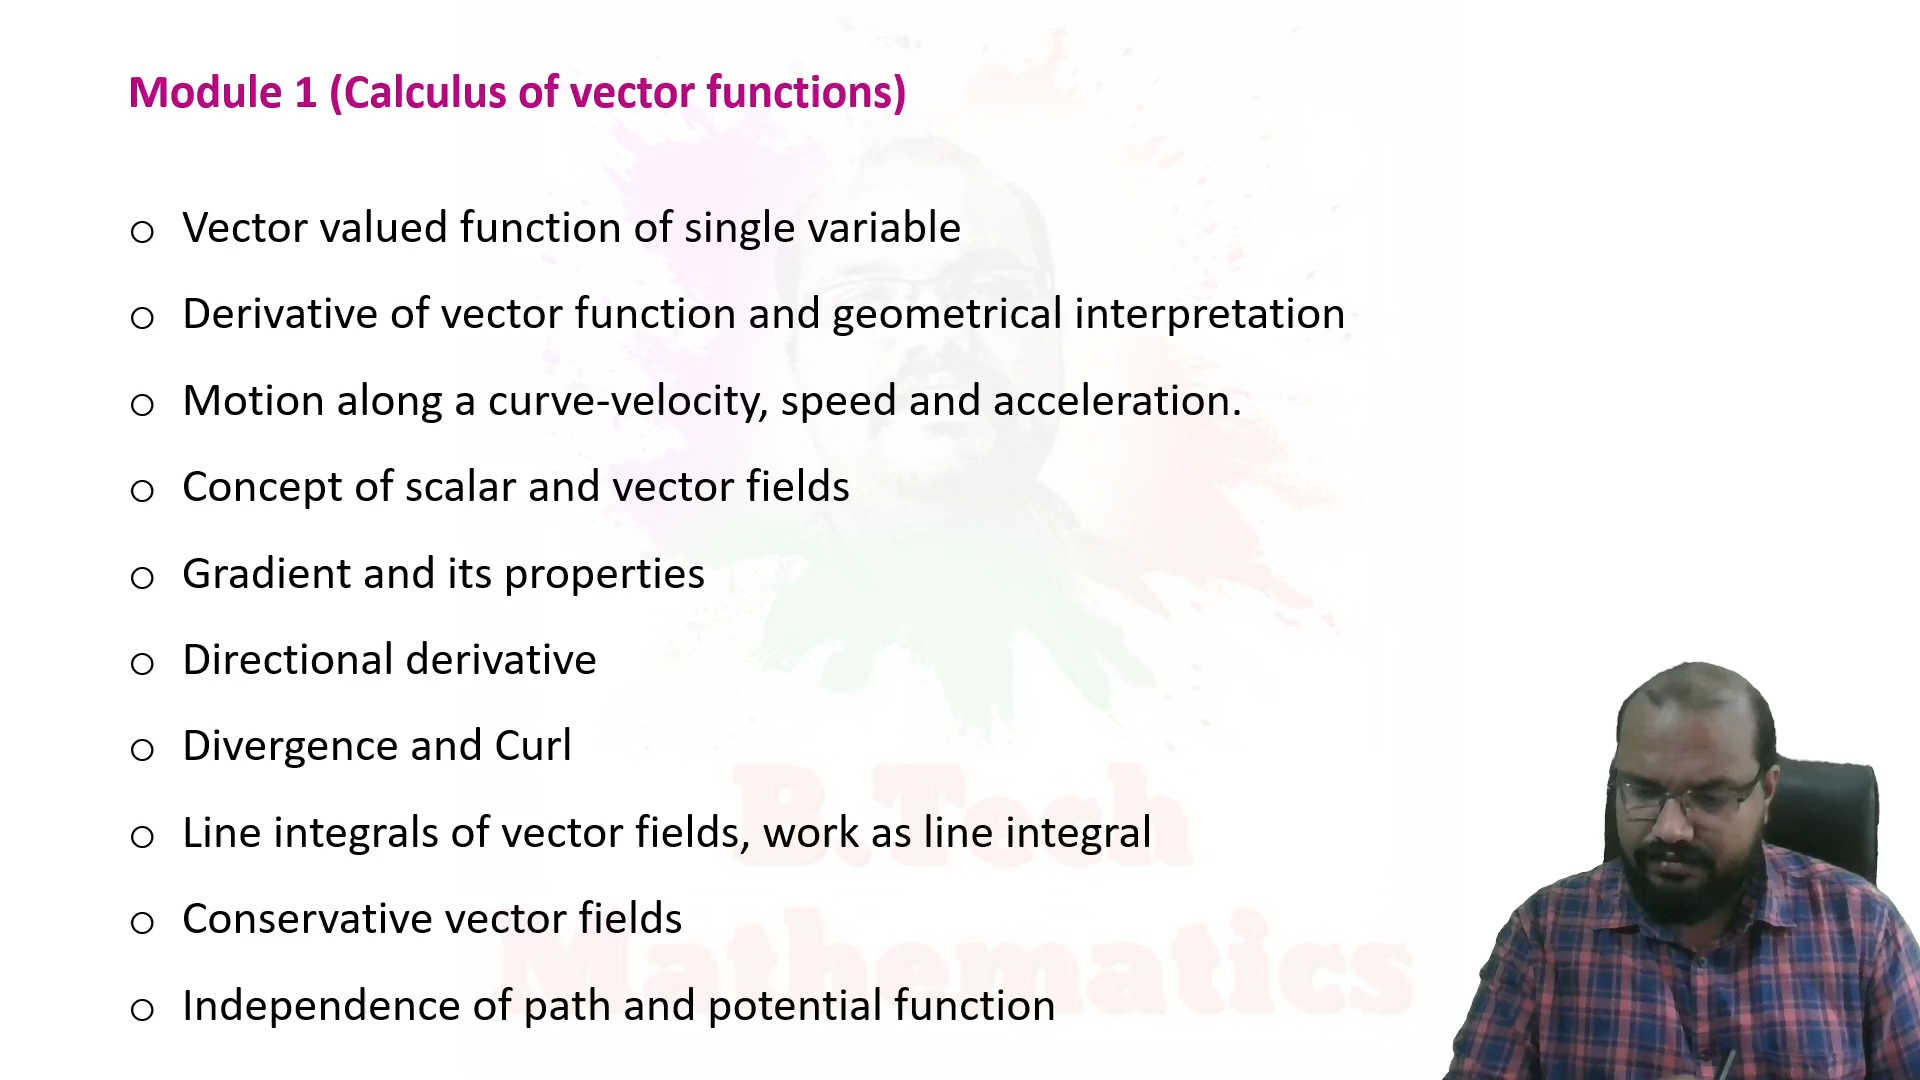 Module 1 (Calculus of vector functions)
○ Vector valued function of single variable
○ Derivative of vector function and geometrical interpretation
○ Motion along a curve-velocity, speed and acceleration.
○ Concept of scalar and vector fields
○ Gradient and its properties
○ Directional derivative
○ Divergence and Curl
○ Line integrals of vector fields, work as line integral
○ Conservative vector fields
○ Independence of path and potential function
B.Tech
Mathematics